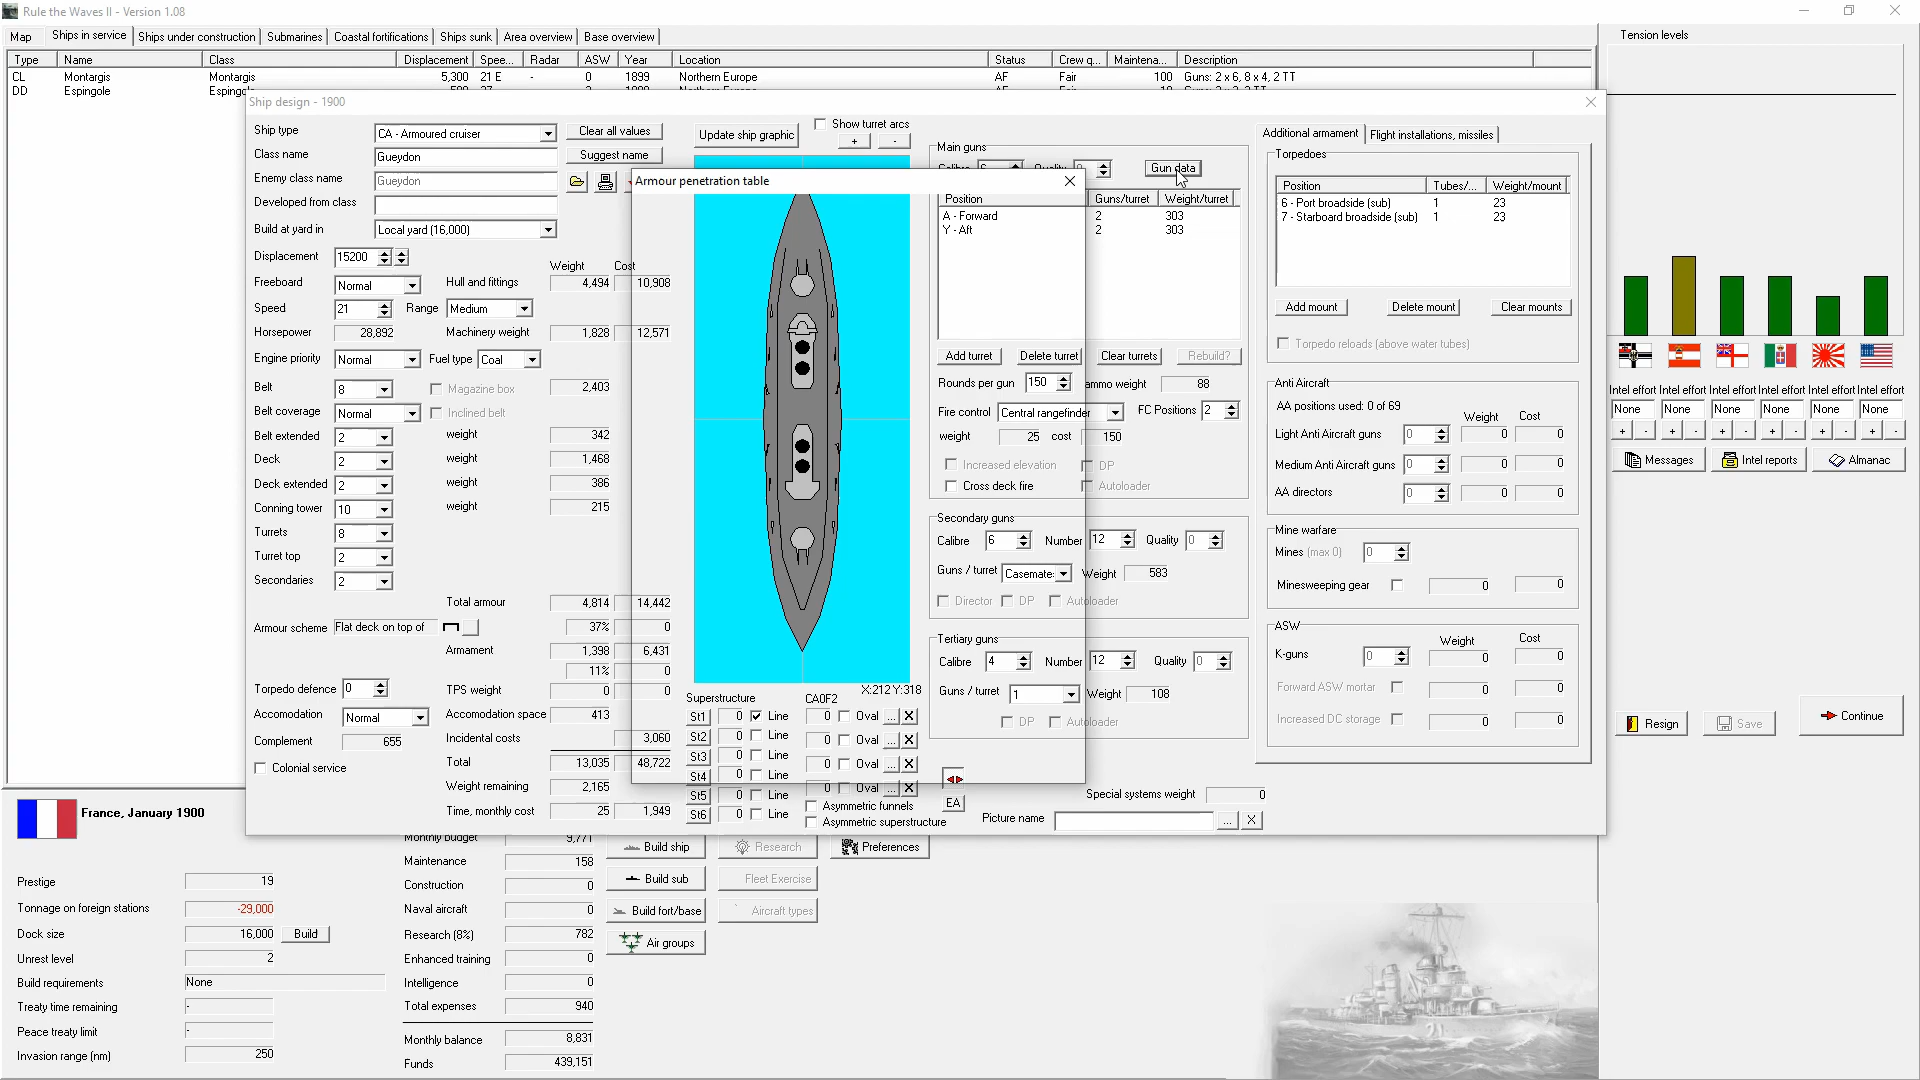 Rule the Waves II - Version 1.08
Map Ships in service Ships under construction Submarines Coastal fortifications Ships sunk Area overview Base overview
Type Name Class Displacement Spee... Radar ASW Year Location Status Crew q... Maintena... Description
CL Montargis Montargis 5,300 21 E - 0 1899 Northern Europe AF Fair 100 Guns: 2 x 6, 8 x 4, 2 TT
DD Espingole
Tension levels
Ship design - 1900
Ship type CA - Armoured cruiser Clear all values
Class name Gueydon Suggest name
Enemy class name Gueydon
Developed from class
Build at yard in Local yard (16,000)
Displacement 15200
Weight Cost
Freeboard Normal Hull and fittings 4,494 10,908
Speed 21 Range Medium
Horsepower 28,892 Machinery weight 1,828 12,571
Engine priority Normal Fuel type Coal
Belt 8 Magazine box 2,403
Belt coverage Normal Inclined belt
Belt extended 2 weight 342
Deck 2 weight 1,468
Deck extended 2 weight 386
Conning tower 10 weight 215
Turrets 8
Turret top 2
Secondaries 2
Total armour 4,814 14,442
Armour scheme Flat deck on top of 37% 0
Armament 1,398 6,431
11% 0
Torpedo defence 0 TPS weight 0 0
Accomodation Normal Accomodation space 413
Complement 655 Incidental costs 3,060
Colonial service Total 13,035 48,722
Weight remaining 2,165
Time, monthly cost 25 1,949
Update ship graphic Show turret arcs
+ -
Armour penetration table
X:212 Y:318
Superstructure CA0F2
St1 0 Line 0 Oval ... X
St2 0 Line 0 Oval ... X
St3 0 Line 0 Oval ... X
St4 0 Line 0 Oval ... X
St5 0 Line
St6 0 Line
Asymmetric funnels
Asymmetric superstructure
EA
Main guns
Gun data
Position Guns/turret Weight/turret
A - Forward 2 303
Y - Aft 2 303
Add turret Delete turret Clear turrets Rebuild?
Rounds per gun 150 ammo weight 88
Fire control Central rangefinder FC Positions 2
weight 25 cost 150
Increased elevation DP
Cross deck fire Autoloader
Secondary guns
Calibre 6 Number 12 Quality 0
Guns / turret Casemate: Weight 583
Director DP Autoloader
Tertiary guns
Calibre 4 Number 12 Quality 0
Guns / turret 1 Weight 108
DP Autoloader
Special systems weight 0
Picture name ... X
Additional armament Flight installations, missiles
Torpedoes
Position Tubes/... Weight/mount
6 - Port broadside (sub) 1 23
7 - Starboard broadside (sub) 1 23
Add mount Delete mount Clear mounts
Torpedo reloads (above water tubes)
Anti Aircraft
AA positions used: 0 of 69
Weight Cost
Light Anti Aircraft guns 0 0 0
Medium Anti Aircraft guns 0 0 0
AA directors 0 0 0
Mine warfare
Mines (max 0) 0
Minesweeping gear 0 0
ASW
Weight Cost
K-guns 0 0 0
Forward ASW mortar 0 0
Increased DC storage 0 0
Intel effort Intel effort Intel effort Intel effort Intel effort Intel effort
None None None None None None
+ - + - + - + - + - + -
Messages Intel reports Almanac
Resign Save Continue
France, January 1900
Prestige 19
Tonnage on foreign stations -29,000
Dock size 16,000 Build
Unrest level 2
Build requirements None
Treaty time remaining -
Peace treaty limit -
Invasion range (nm) 250
Monthly budget 9,771
Maintenance 158
Construction 0
Naval aircraft 0
Research (8%) 782
Enhanced training 0
Intelligence 0
Total expenses 940
Monthly balance 8,831
Funds 439,151
Build ship Research Preferences
Build sub Fleet Exercise
Build fort/base Aircraft types
Air groups